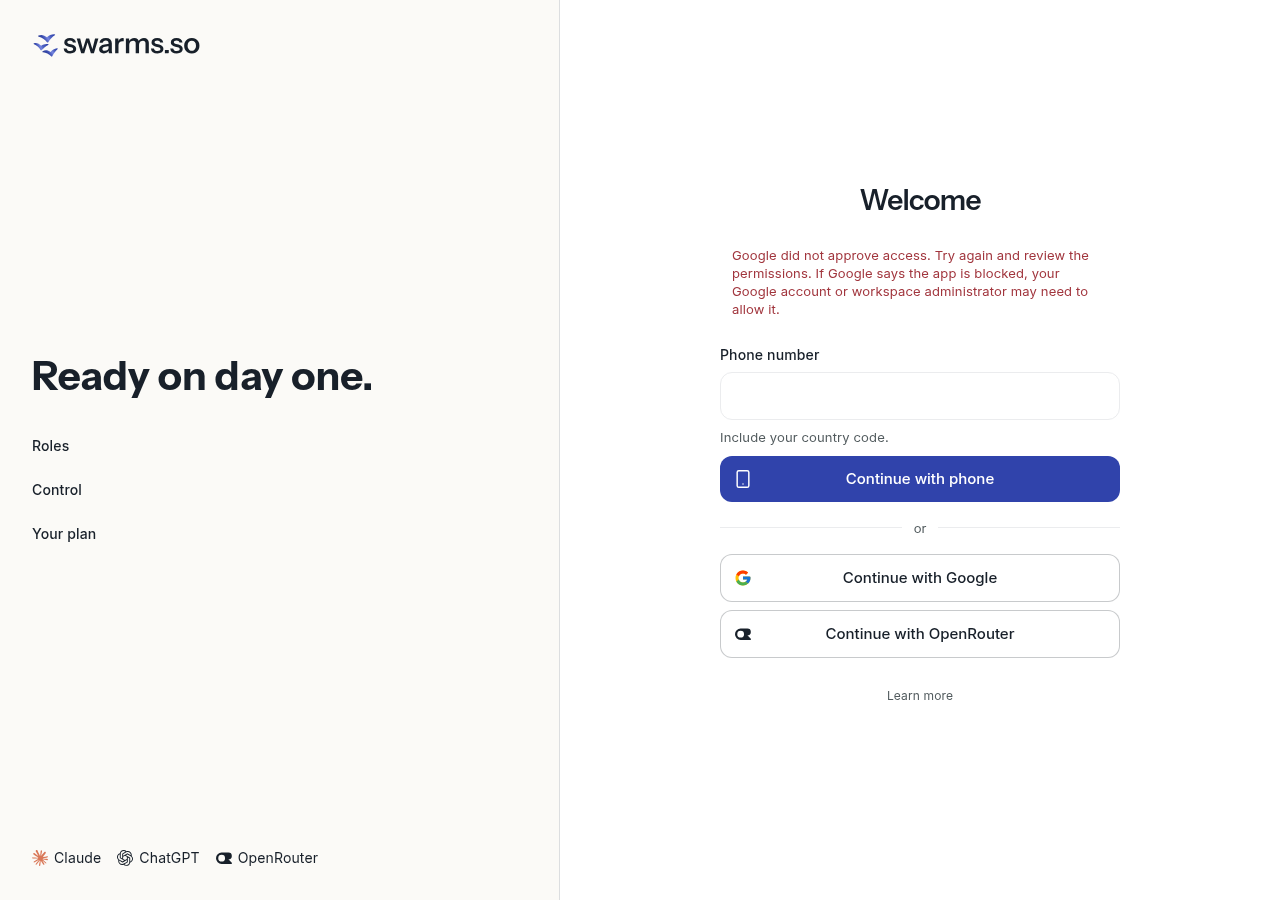 swarms.so
Ready on day one.
Roles
Control
Your plan
Claude ChatGPT OpenRouter
Welcome
Google did not approve access. Try again and review the
permissions. If Google says the app is blocked, your
Google account or workspace administrator may need to
allow it.
Phone number
Include your country code.
Continue with phone
or
Continue with Google
Continue with OpenRouter
Learn more